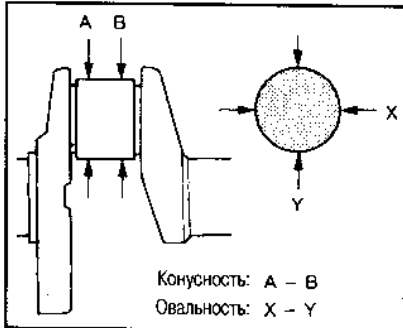 A B
X
Y
Конусность: A – B
Овальность: X – Y